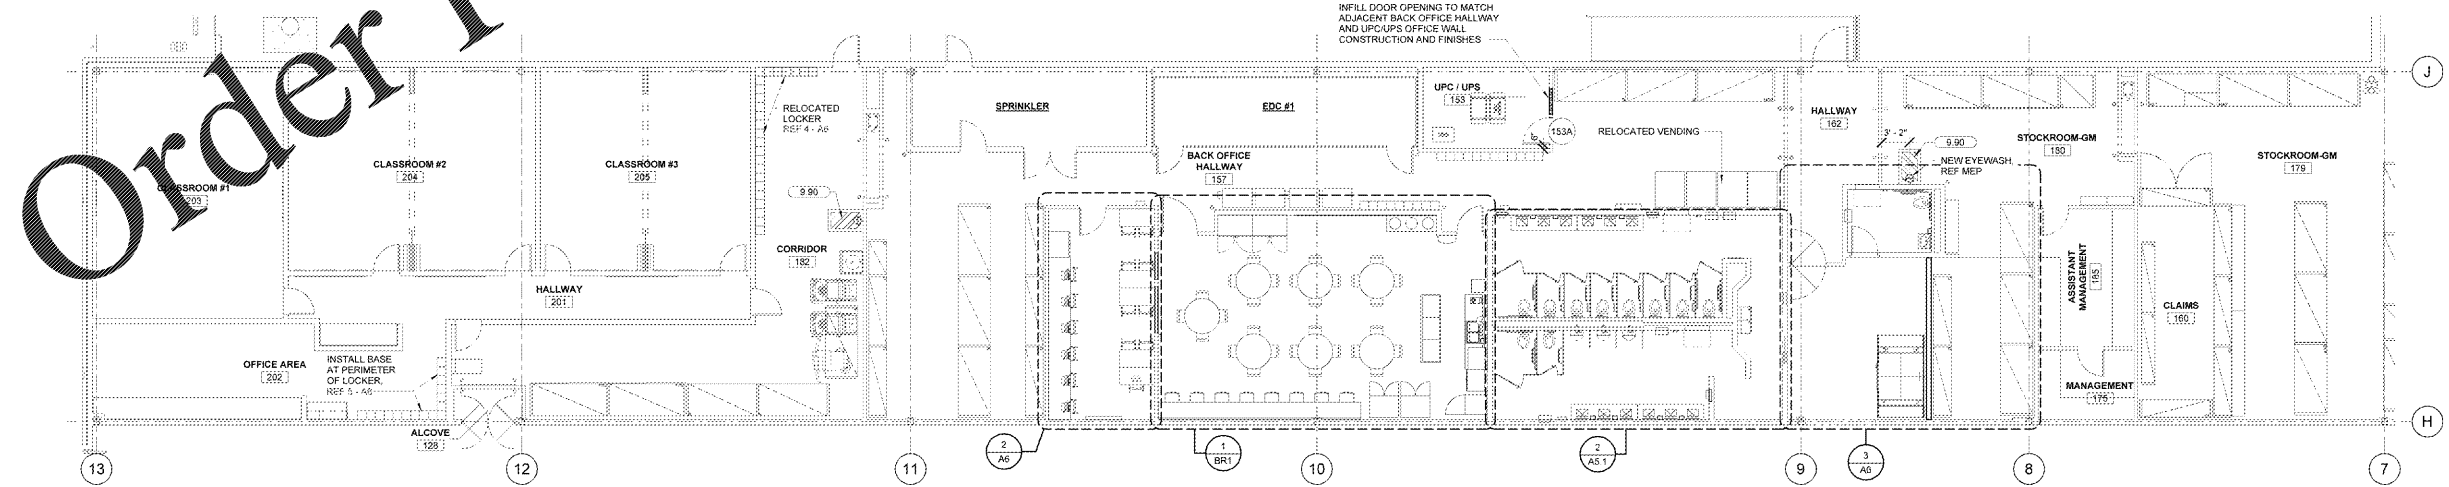 INFILL DOOR OPENING TO MATCH
ADJACENT BACK OFFICE HALLWAY
AND UPC/UPS OFFICE WALL
CONSTRUCTION AND FINISHES
Order
J
UPC / UPS
153
153A
RELOCATED VENDING
HALLWAY
162
3' - 2"
9.90
NEW EYEWASH,
REF MEP
STOCKROOM-GM
180
STOCKROOM-GM
179
SPRINKLER
EDC #1
RELOCATED
LOCKER
REF 4 - A6
CLASSROOM #1
203
CLASSROOM #2
204
CLASSROOM #3
205
BACK OFFICE
HALLWAY
157
9.90
CORRIDOR
182
HALLWAY
201
ASSISTANT
MANAGEMENT
185
CLAIMS
160
OFFICE AREA
202
INSTALL BASE
AT PERIMETER
OF LOCKER,
REF 5 - A6
MANAGEMENT
175
ALCOVE
128
H
2
A6
1
BR1
2
A5.1
3
A6
13
12
11
10
9
8
7